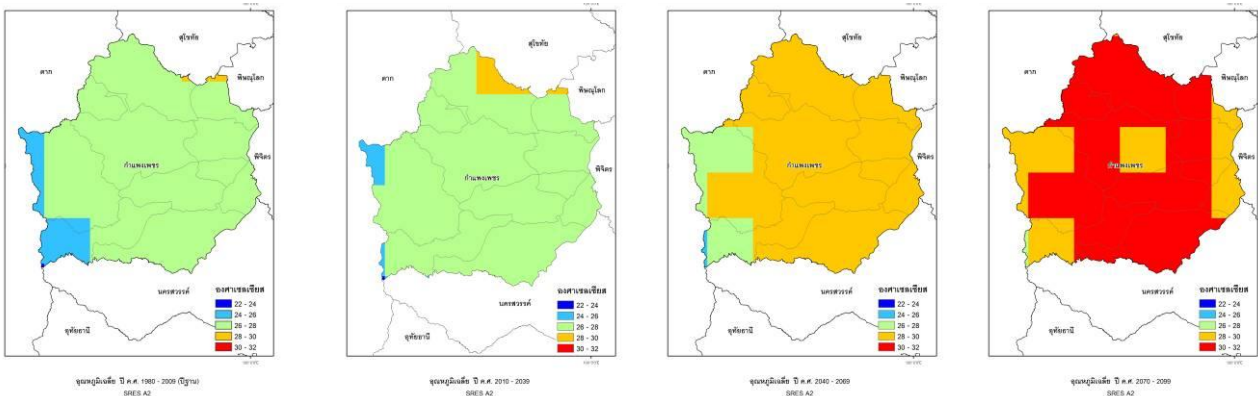 สุโขทัย
ตาก
พิษณุโลก
พิจิตร
กำแพงเพชร
นครสวรรค์
อุทัยธานี
องศาเซลเซียส
22 - 24
24 - 26
26 - 28
28 - 30
30 - 32
อุณหภูมิเฉลี่ย ปี ค.ศ. 1980 - 2009 (ปีฐาน)
SRES A2
สุโขทัย
ตาก
พิษณุโลก
พิจิตร
กำแพงเพชร
นครสวรรค์
อุทัยธานี
องศาเซลเซียส
22 - 24
24 - 26
26 - 28
28 - 30
30 - 32
อุณหภูมิเฉลี่ย ปี ค.ศ. 2010 - 2039
SRES A2
สุโขทัย
ตาก
พิษณุโลก
พิจิตร
กำแพงเพชร
นครสวรรค์
อุทัยธานี
องศาเซลเซียส
22 - 24
24 - 26
26 - 28
28 - 30
30 - 32
อุณหภูมิเฉลี่ย ปี ค.ศ. 2040 - 2069
SRES A2
สุโขทัย
ตาก
พิษณุโลก
พิจิตร
กำแพงเพชร
นครสวรรค์
อุทัยธานี
องศาเซลเซียส
22 - 24
24 - 26
26 - 28
28 - 30
30 - 32
อุณหภูมิเฉลี่ย ปี ค.ศ. 2070 - 2099
SRES A2